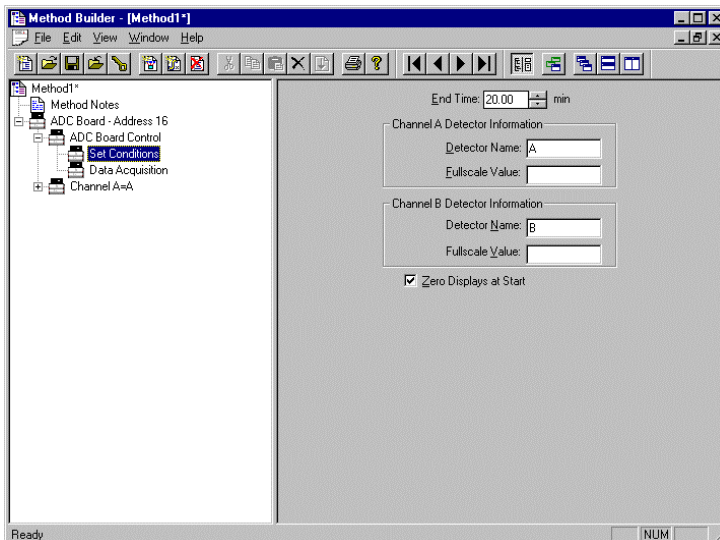 Method Builder - [Method1*]
File Edit View Window Help
Method1*
Method Notes
ADC Board - Address 16
ADC Board Control
Set Conditions
Data Acquisition
Channel A=A
End Time: 20.00 min
Channel A Detector Information
Detector Name: A
Fullscale Value:
Channel B Detector Information
Detector Name: B
Fullscale Value:
Zero Displays at Start
Ready
NUM